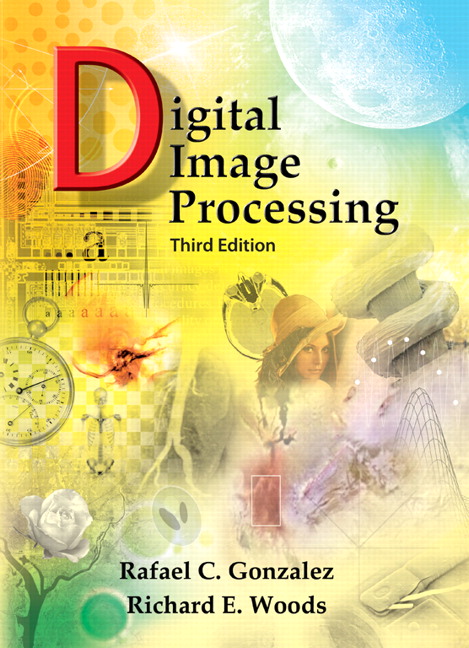 Digital
Image
Processing
Third Edition
a
Rafael C. Gonzalez
Richard E. Woods